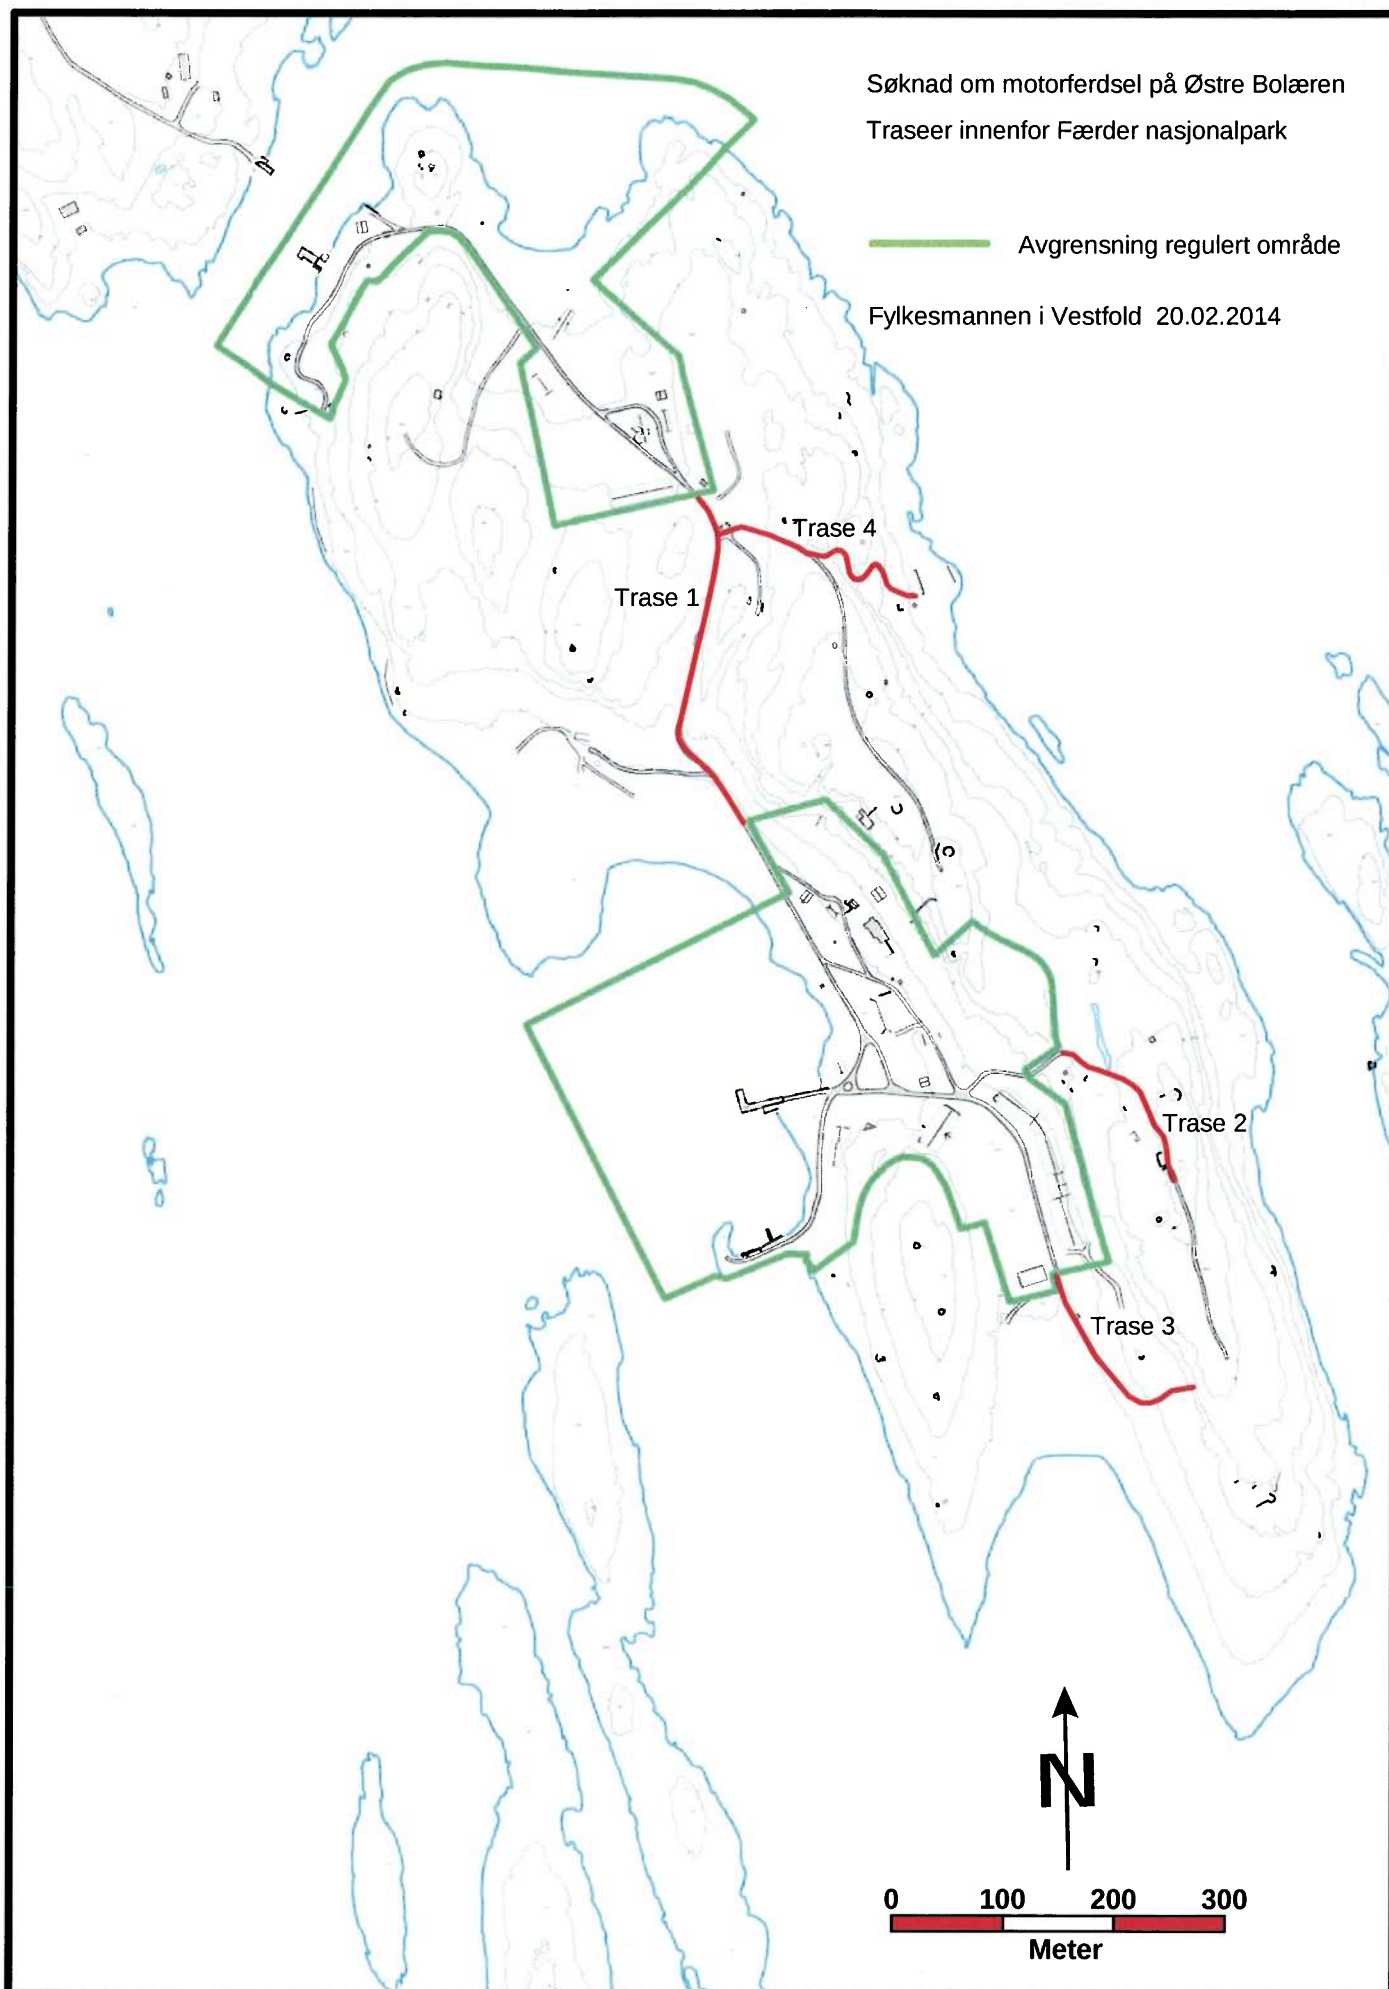 Søknad om motorferdsel på Østre Bolæren
Traseer innenfor Færder nasjonalpark
Avgrensning regulert område
Fylkesmannen i Vestfold 20.02.2014
Trase 4
Trase 1
Trase 2
Trase 3
N
0 100 200 300
Meter